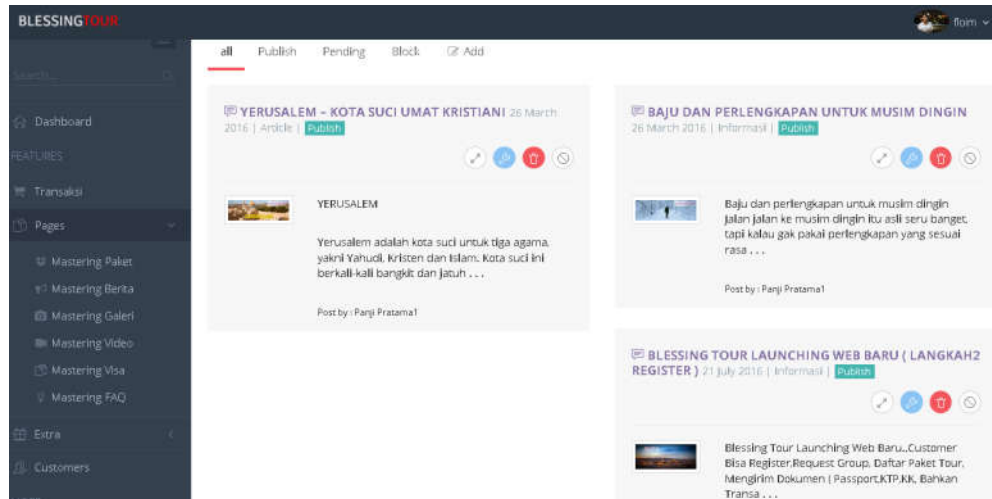 BLESSINGTOUR
floim
Search...
Dashboard
FEATURES
Transaksi
Pages
Mastering Paket
Mastering Berita
Mastering Galeri
Mastering Video
Mastering Visa
Mastering FAQ
Extra
Customers
all Publish Pending Block Add
YERUSALEM – KOTA SUCI UMAT KRISTIANI 26 March
2016 | Article | Publish
YERUSALEM
Yerusalem adalah kota suci untuk tiga agama,
yakni Yahudi, Kristen dan Islam. Kota suci ini
berkali-kali bangkit dan jatuh . . .
Post by : Panji Pratama1
BAJU DAN PERLENGKAPAN UNTUK MUSIM DINGIN
26 March 2016 | Informasi | Publish
Baju dan perlengkapan untuk musim dingin
Jalan jalan ke musim dingin itu asli seru banget,
tapi kalau gak pakai perlengkapan yang sesuai
rasa . . .
Post by : Panji Pratama1
BLESSING TOUR LAUNCHING WEB BARU ( LANGKAH2
REGISTER ) 21 July 2016 | Informasi | Publish
Blessing Tour Launching Web Baru.,Customer
Bisa Register,Request Group, Daftar Paket Tour,
Mengirim Dokumen ( Passport,KTP,KK, Bahkan
Transa . . .